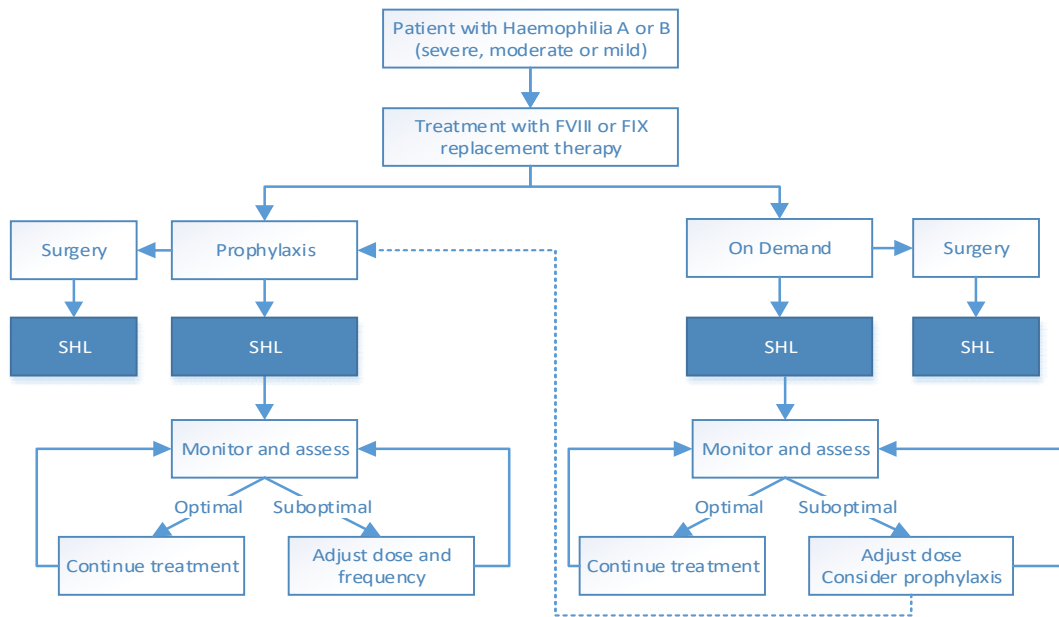 Patient with Haemophilia A or B
(severe, moderate or mild)
Treatment with FVIII or FIX
replacement therapy
Surgery
Prophylaxis
On Demand
Surgery
SHL
SHL
SHL
SHL
Monitor and assess
Monitor and assess
Optimal
Suboptimal
Optimal
Suboptimal
Continue treatment
Adjust dose and
frequency
Continue treatment
Adjust dose
Consider prophylaxis